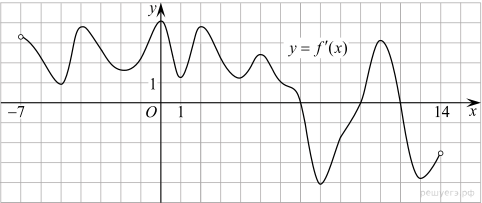 y
y = f′(x)
1
−7 O 1 14 x
решуегэ.рф